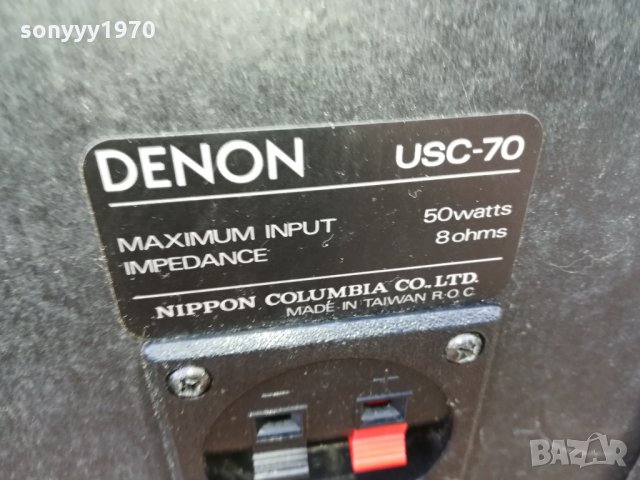 sonyyy1970
DENON USC-70
MAXIMUM INPUT 50watts
IMPEDANCE 8ohms
NIPPON COLUMBIA CO.,LTD.
MADE IN TAIWAN R·O·C
- +
BAZAR